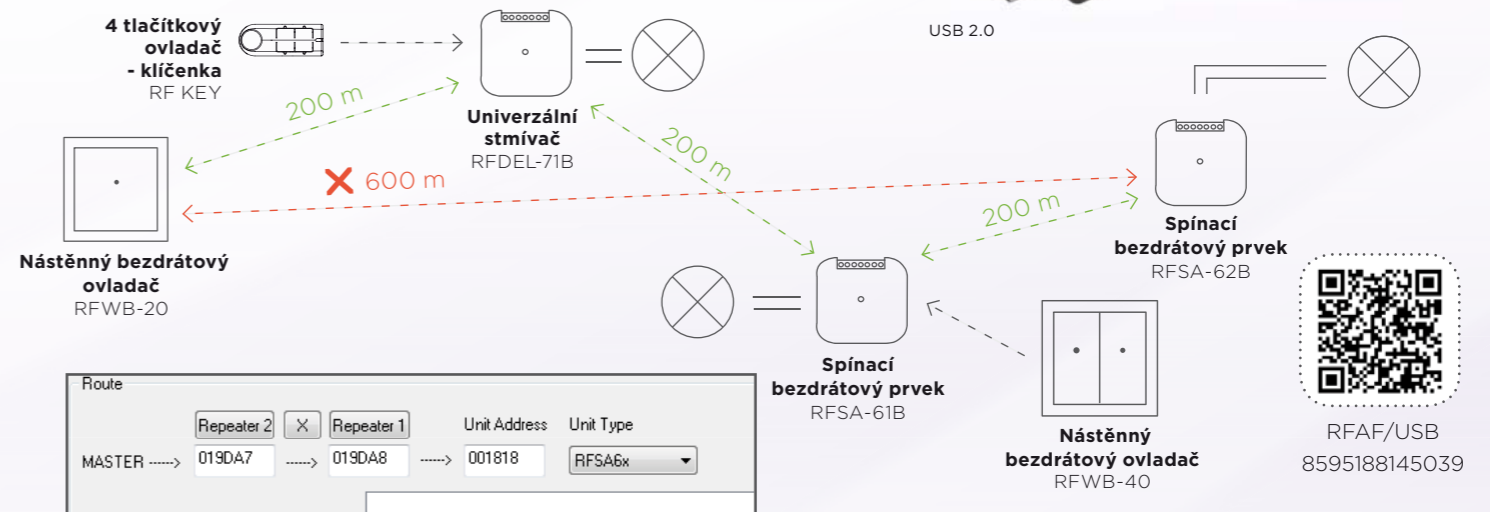 4 tlačítkový
ovladač
- klíčenka
RF KEY
USB 2.0
200 m
Univerzální
stmívač
RFDEL-71B
200 m
600 m
200 m
Nástěnný bezdrátový
ovladač
RFWB-20
Spínací
bezdrátový prvek
RFSA-62B
Spínací
bezdrátový prvek
RFSA-61B
Nástěnný
bezdrátový ovladač
RFWB-40
RFAF/USB
8595188145039
Route
Repeater 2 X Repeater 1 Unit Address Unit Type
MASTER -----> 019DA7 -----> 019DA8 -----> 001818 RFSA6x